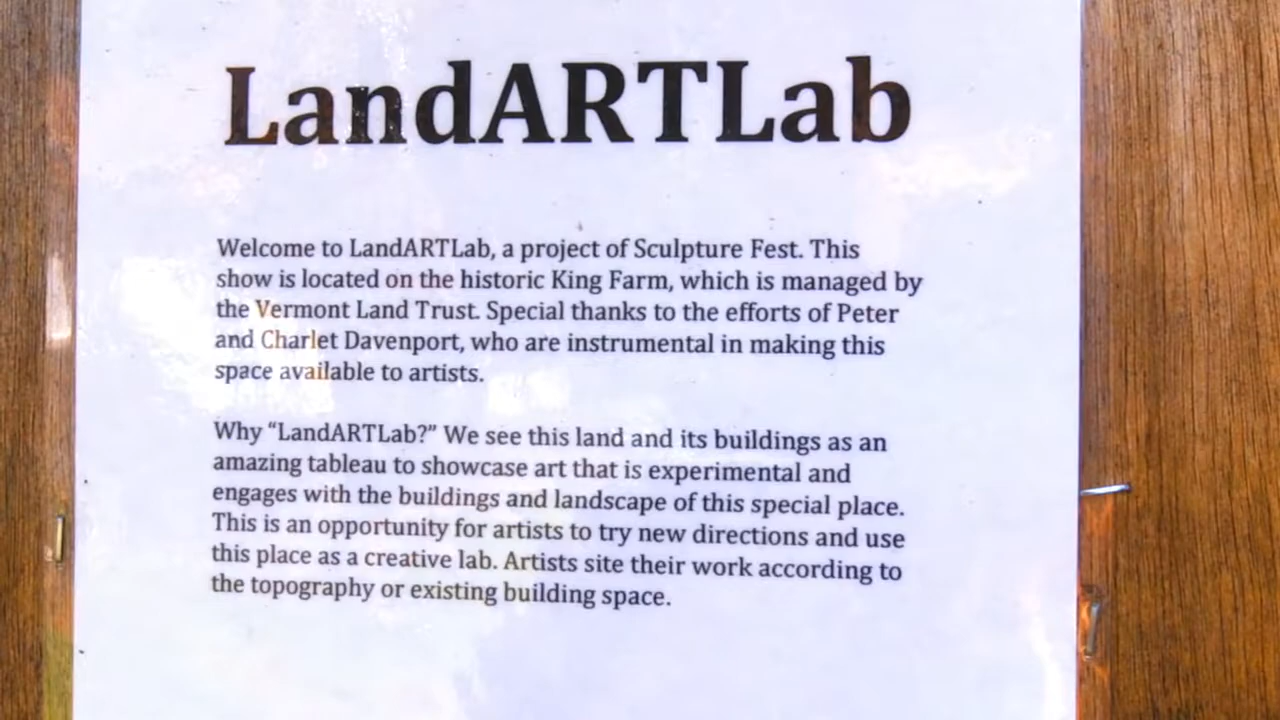 LandARTLab
Welcome to LandARTLab, a project of Sculpture Fest. This
show is located on the historic King Farm, which is managed by
the Vermont Land Trust. Special thanks to the efforts of Peter
and Charlet Davenport, who are instrumental in making this
space available to artists.
Why “LandARTLab?” We see this land and its buildings as an
amazing tableau to showcase art that is experimental and
engages with the buildings and landscape of this special place.
This is an opportunity for artists to try new directions and use
this place as a creative lab. Artists site their work according to
the topography or existing building space.